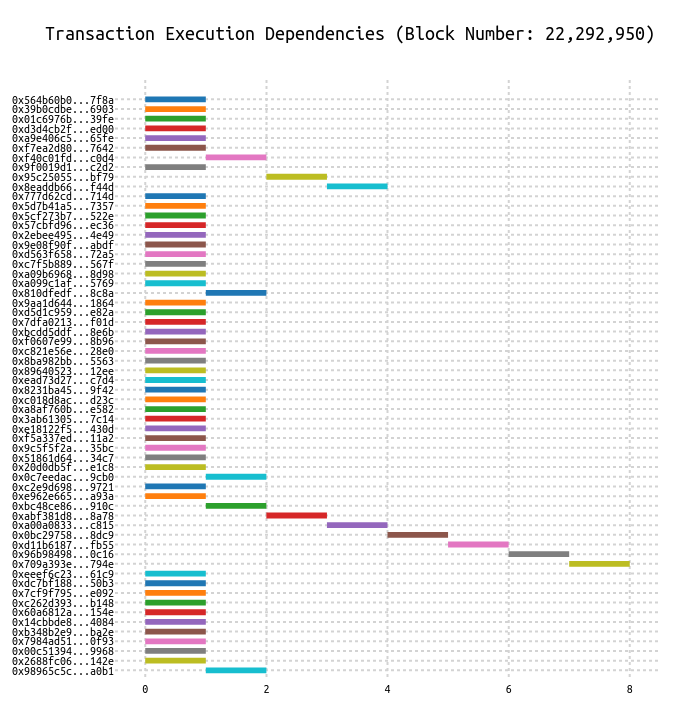 Transaction Execution Dependencies (Block Number: 22,292,950)
0x564b60b0...7f8a
0x39b0cdbe...6903
0x01c6976b...39fe
0xd3d4cb2f...ed00
0xa9e406c5...65fe
0xf7ea2d80...7642
0xf40c01fd...c0d4
0x9f0019d1...c2d2
0x95c25055...bf79
0x8eaddb66...f44d
0x777d62cd...714d
0x5d7b41a5...7357
0x5cf273b7...522e
0x57cbfd96...ec36
0x2ebee495...4e49
0x9e08f90f...abdf
0xd563f658...72a5
0xc7f5b889...567f
0xa09b6968...8d98
0xa099c1af...5769
0x810dfedf...8c8a
0x9aa1d644...1864
0xd5d1c959...e82a
0x7dfa0213...f01d
0xbcdd5ddf...8e6b
0xf0607e99...8b96
0xc821e56e...28e0
0x8ba982bb...5563
0x89640523...12ee
0xead73d27...c7d4
0x8231ba45...9f42
0xc018d8ac...d23c
0xa8af760b...e582
0x3ab61305...7c14
0xe18122f5...430d
0xf5a337ed...11a2
0x9c5f5f2a...35bc
0x51861d64...34c7
0x20d0db5f...e1c8
0x0c7eedac...9cb0
0xc2e9d698...9721
0xe962e665...a93a
0xbc48ce86...910c
0xabf381d8...8a78
0xa00a0833...c815
0x0bc29758...8dc9
0xd11b6187...fb55
0x96b98498...0c16
0x709a393e...794e
0xeeef6c23...61c9
0xdc7bf188...50b3
0x7cf9f795...e092
0xc262d393...b148
0x60a6812a...154e
0x14cbbde8...4084
0xb348b2e9...ba2e
0x7984ad51...0f93
0x00c51394...9968
0x2688fc06...142e
0x98965c5c...a0b1
0 2 4 6 8